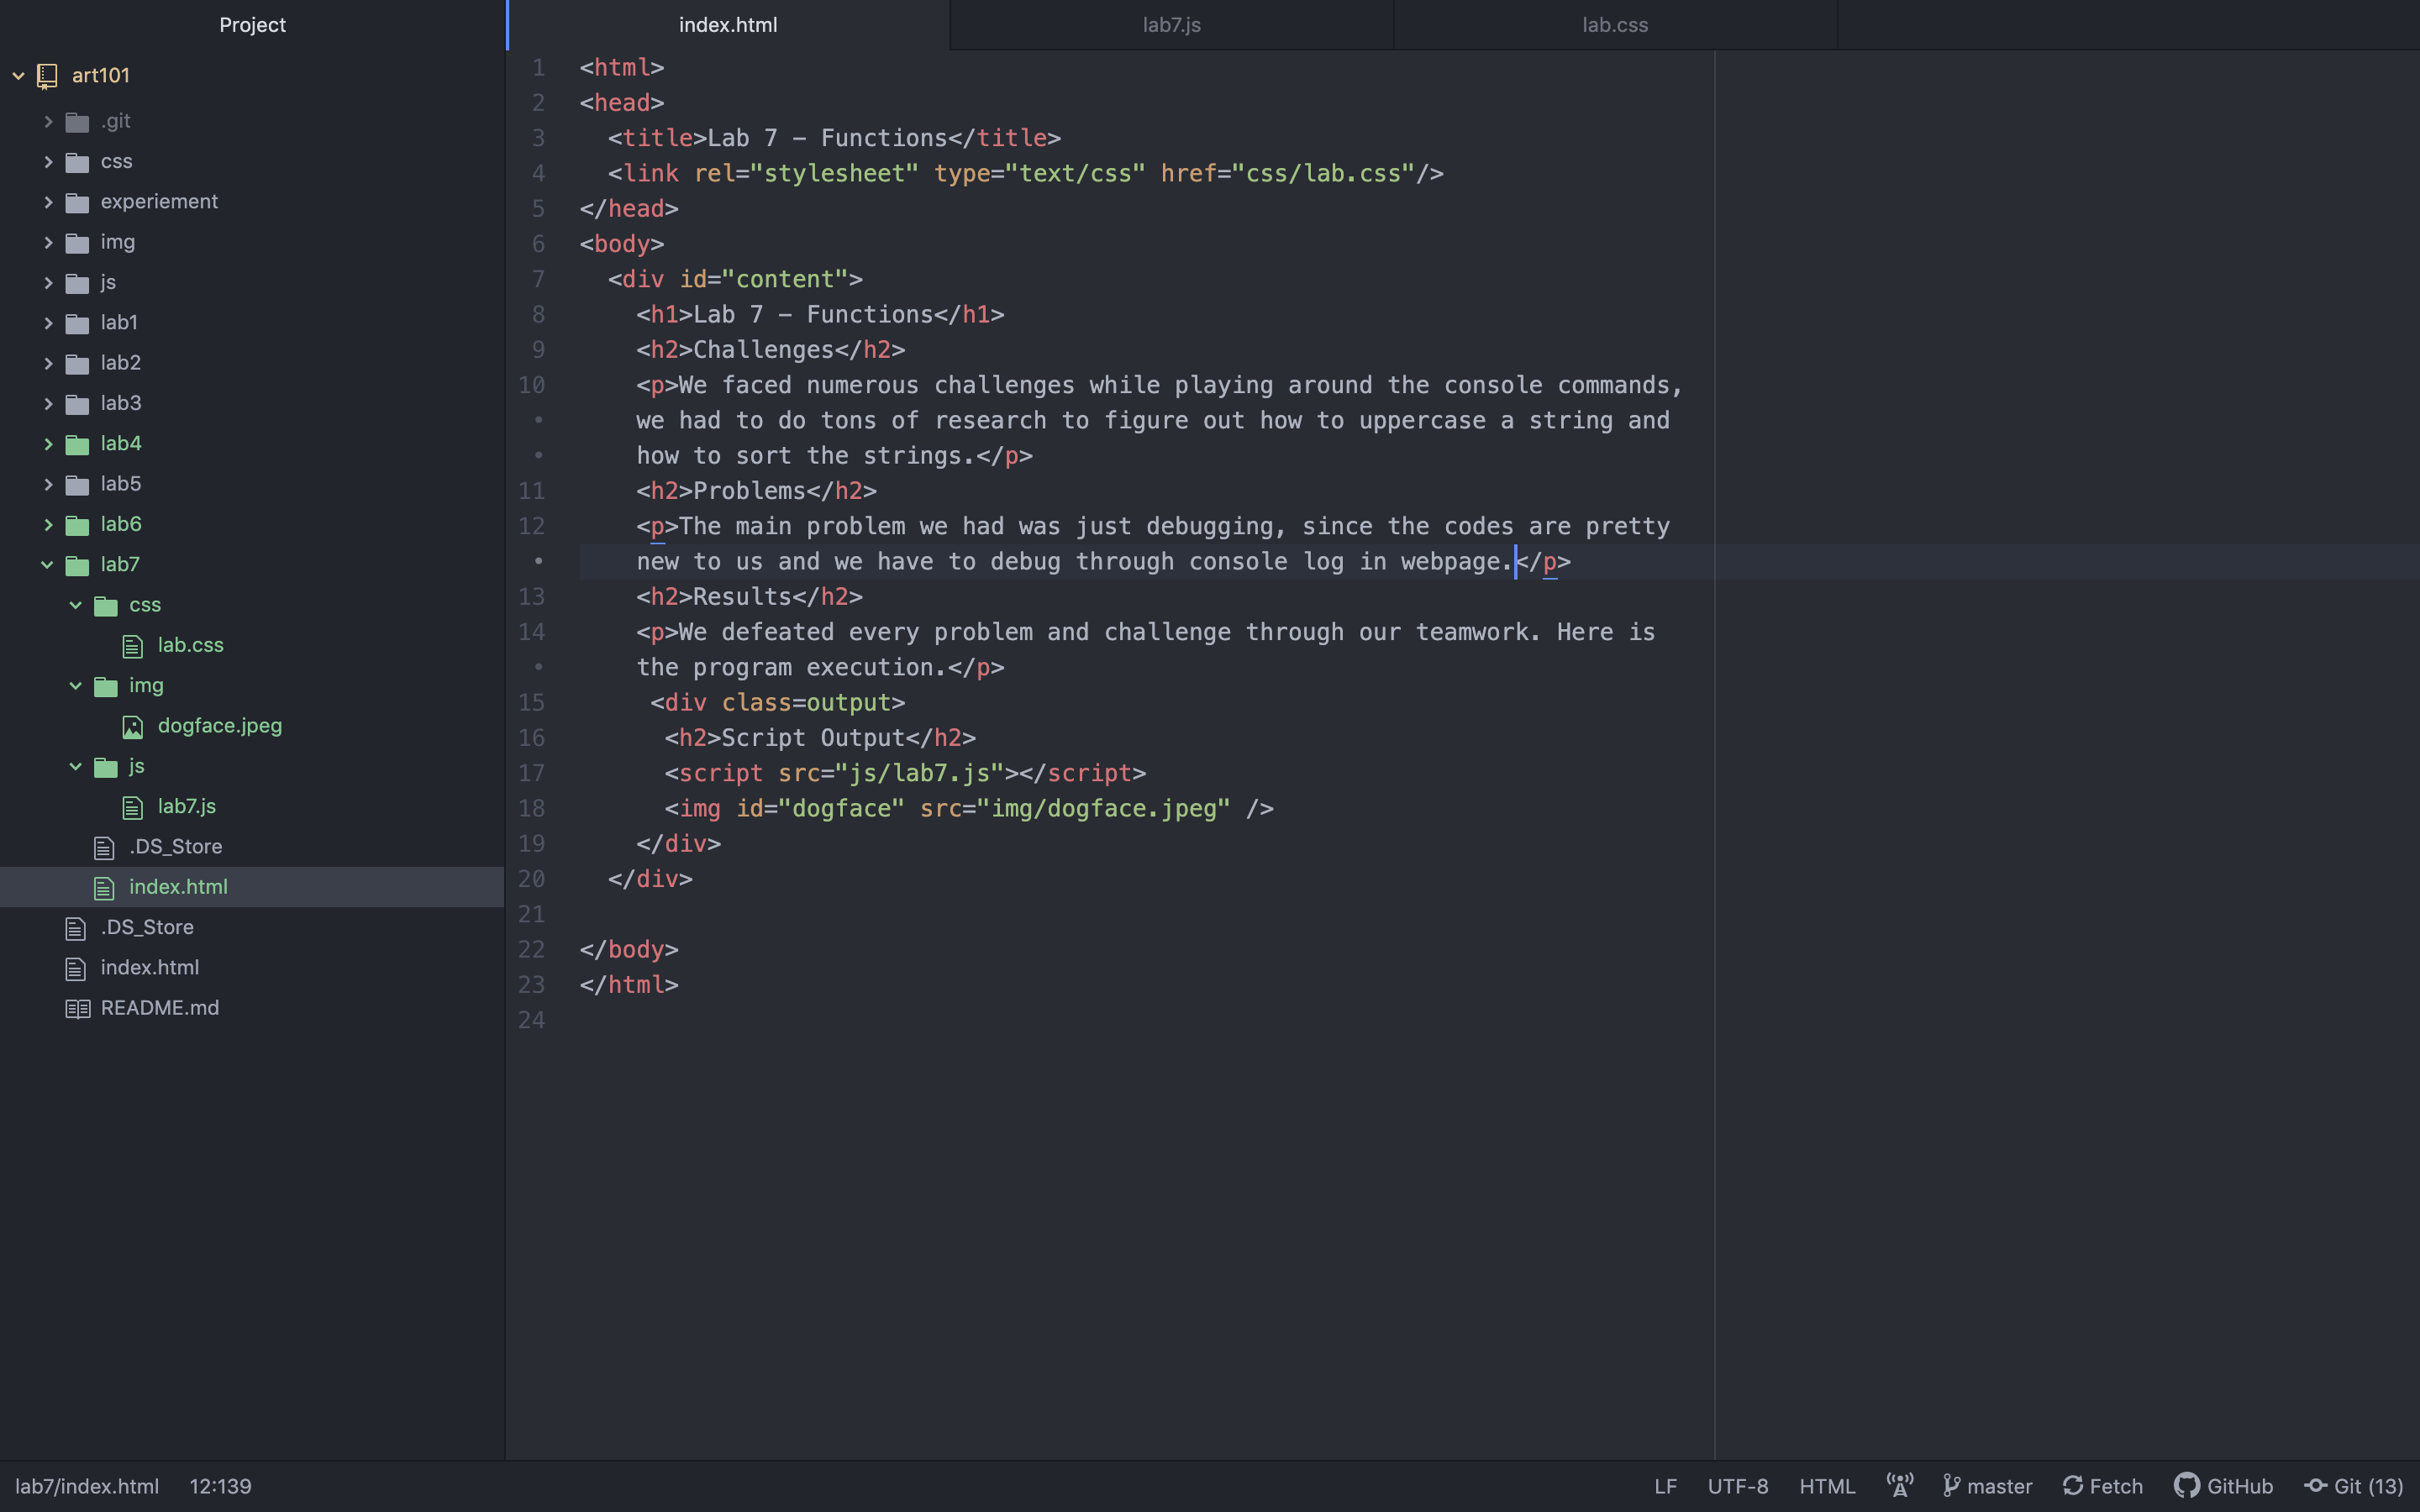 Project
art101
.git
css
experiement
img
js
lab1
lab2
lab3
lab4
lab5
lab6
lab7
css
lab.css
img
dogface.jpeg
js
lab7.js
.DS_Store
index.html
.DS_Store
index.html
README.md
index.html
lab7.js
lab.css
1 <html>
2 <head>
3   <title>Lab 7 - Functions</title>
4   <link rel="stylesheet" type="text/css" href="css/lab.css"/>
5 </head>
6 <body>
7   <div id="content">
8     <h1>Lab 7 - Functions</h1>
9     <h2>Challenges</h2>
10     <p>We faced numerous challenges while playing around the console commands,
•     we had to do tons of research to figure out how to uppercase a string and
•     how to sort the strings.</p>
11     <h2>Problems</h2>
12     <p>The main problem we had was just debugging, since the codes are pretty
•     new to us and we have to debug through console log in webpage.</p>
13     <h2>Results</h2>
14     <p>We defeated every problem and challenge through our teamwork. Here is
•     the program execution.</p>
15      <div class=output>
16       <h2>Script Output</h2>
17       <script src="js/lab7.js"></script>
18       <img id="dogface" src="img/dogface.jpeg" />
19     </div>
20   </div>
21
22 </body>
23 </html>
24
lab7/index.html 12:139
LF UTF-8 HTML master Fetch GitHub Git (13)